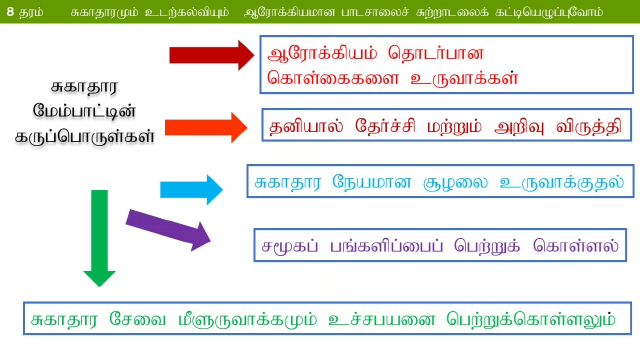 8 தரம் சுகாதாரமும் உடற்கல்வியும் ஆரோக்கியமான பாடசாலைச் சுற்றாடலைக் கட்டியெழுப்புவோம்
சுகாதார
மேம்பாட்டின்
கருப்பொருள்கள்
ஆரோக்கியம் தொடர்பான
கொள்கைகளை உருவாக்கள்
தனியால் தேர்ச்சி மற்றும் அறிவு விருத்தி
சுகாதார நேயமான சூழலை உருவாக்குதல்
சமூகப் பங்களிப்பைப் பெற்றுக் கொள்ளல்
சுகாதார சேவை மீளுருவாக்கமும் உச்சபயனை பெற்றுக்கொள்ளலும்